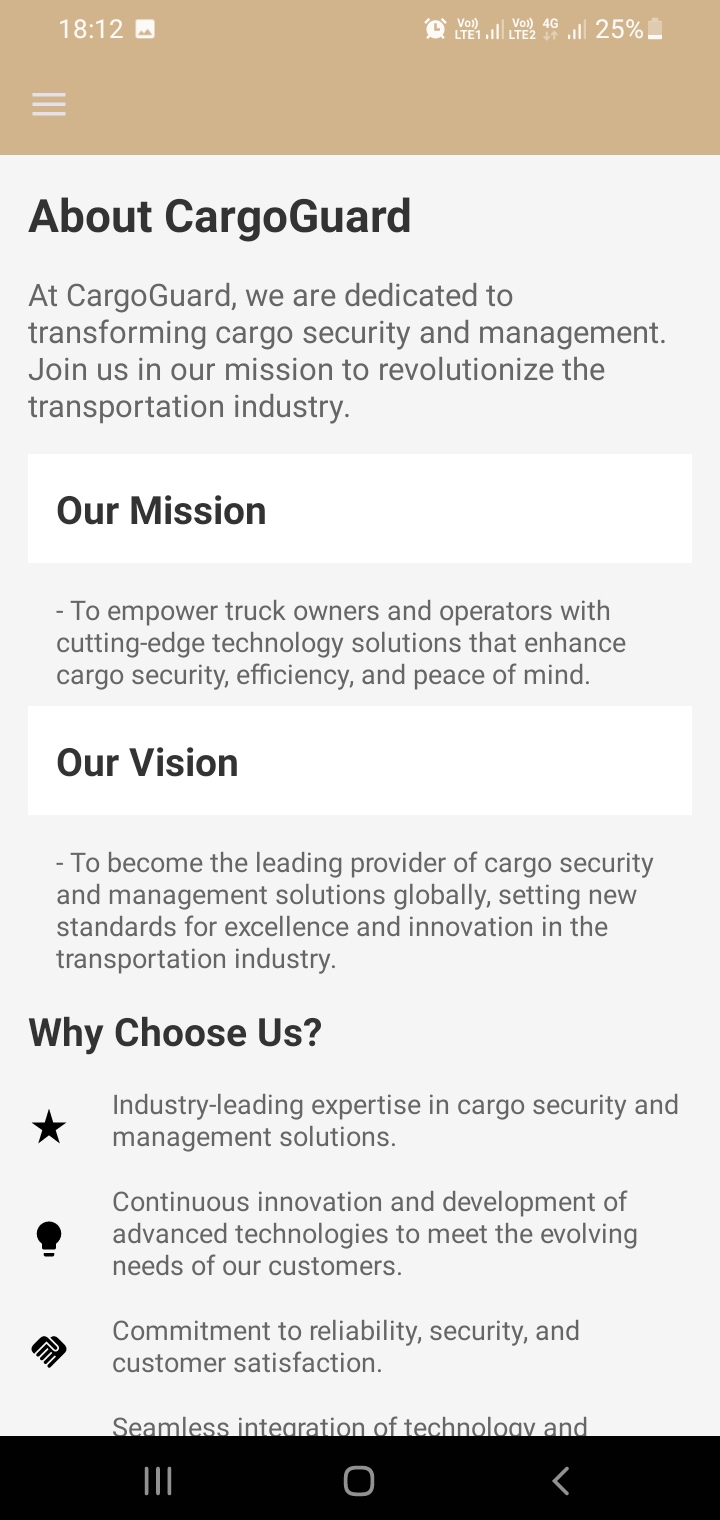 18:12
Vo)) LTE1 Vo)) LTE2 4G 25%
About CargoGuard
At CargoGuard, we are dedicated to
transforming cargo security and management.
Join us in our mission to revolutionize the
transportation industry.
Our Mission
- To empower truck owners and operators with
cutting-edge technology solutions that enhance
cargo security, efficiency, and peace of mind.
Our Vision
- To become the leading provider of cargo security
and management solutions globally, setting new
standards for excellence and innovation in the
transportation industry.
Why Choose Us?
Industry-leading expertise in cargo security and
management solutions.
Continuous innovation and development of
advanced technologies to meet the evolving
needs of our customers.
Commitment to reliability, security, and
customer satisfaction.
Seamless integration of technology and